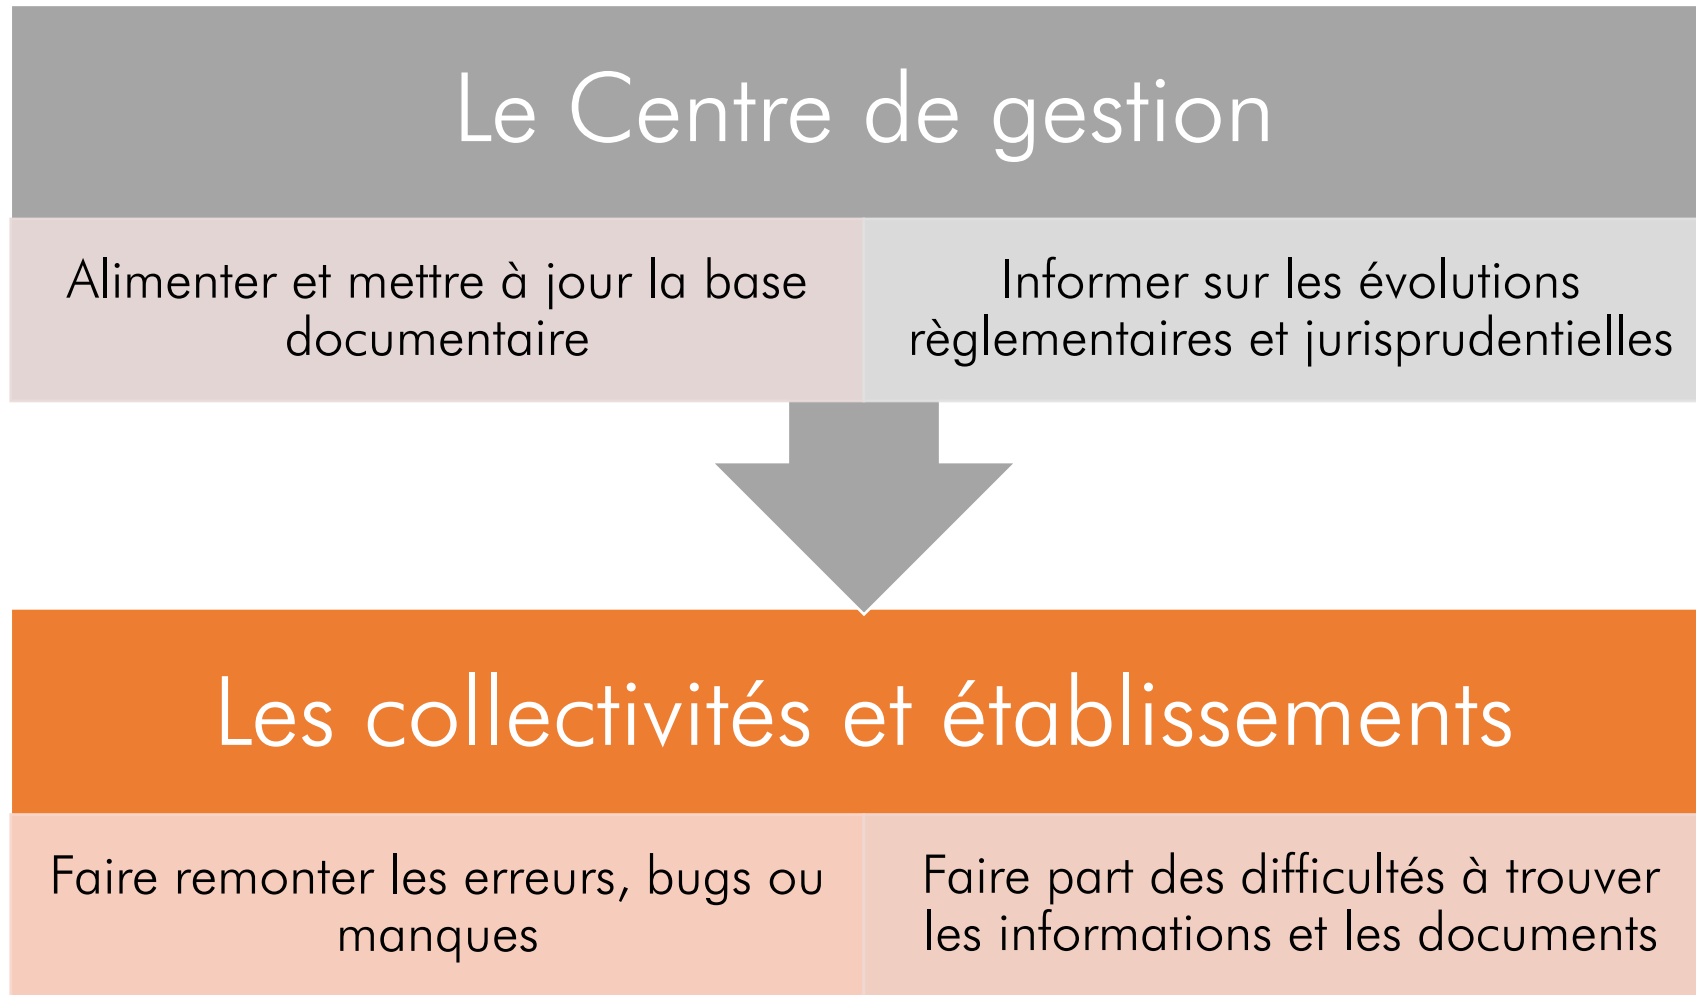 Le Centre de gestion
Alimenter et mettre à jour la base
documentaire
Informer sur les évolutions
règlementaires et jurisprudentielles
Les collectivités et établissements
Faire remonter les erreurs, bugs ou
manques
Faire part des difficultés à trouver
les informations et les documents